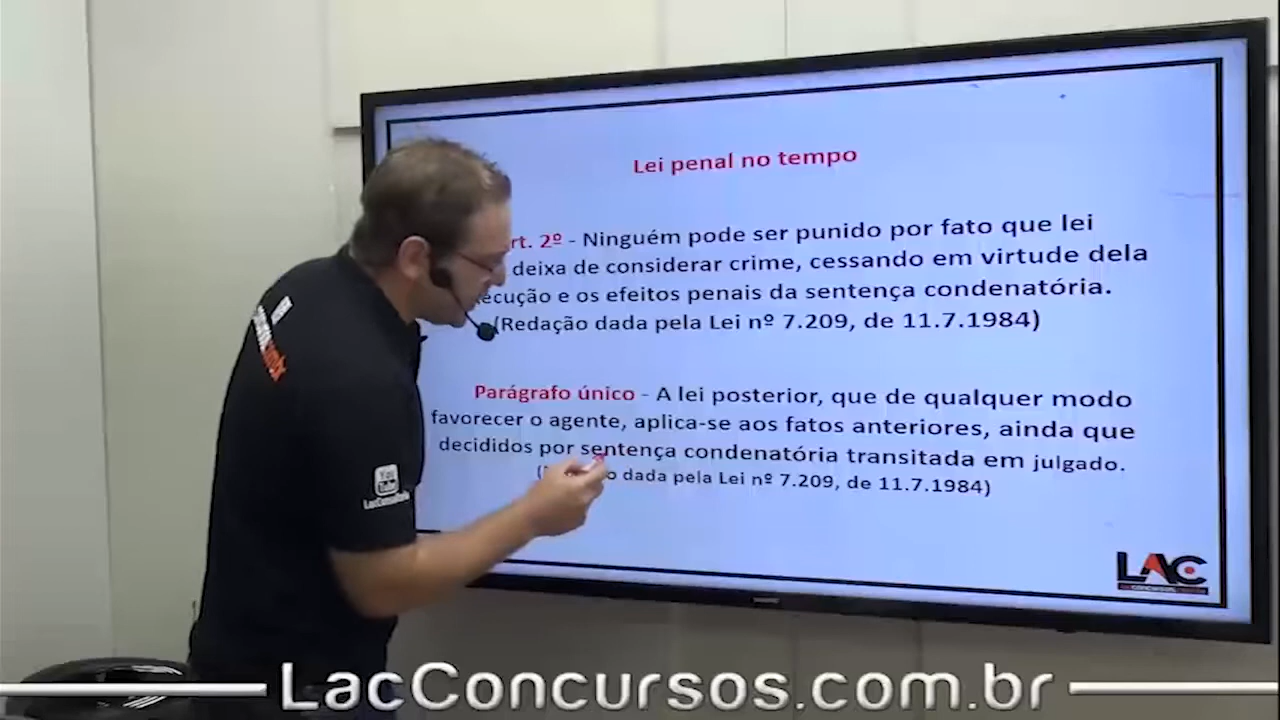 Lei penal no tempo
rt. 2º - Ninguém pode ser punido por fato que lei
deixa de considerar crime, cessando em virtude dela
ecução e os efeitos penais da sentença condenatória.
(Redação dada pela Lei nº 7.209, de 11.7.1984)
Parágrafo único - A lei posterior, que de qualquer modo
favorecer o agente, aplica-se aos fatos anteriores, ainda que
decididos por sentença condenatória transitada em julgado.
dada pela Lei nº 7.209, de 11.7.1984)
LAC
You
Tube
LacConcursos.com.br